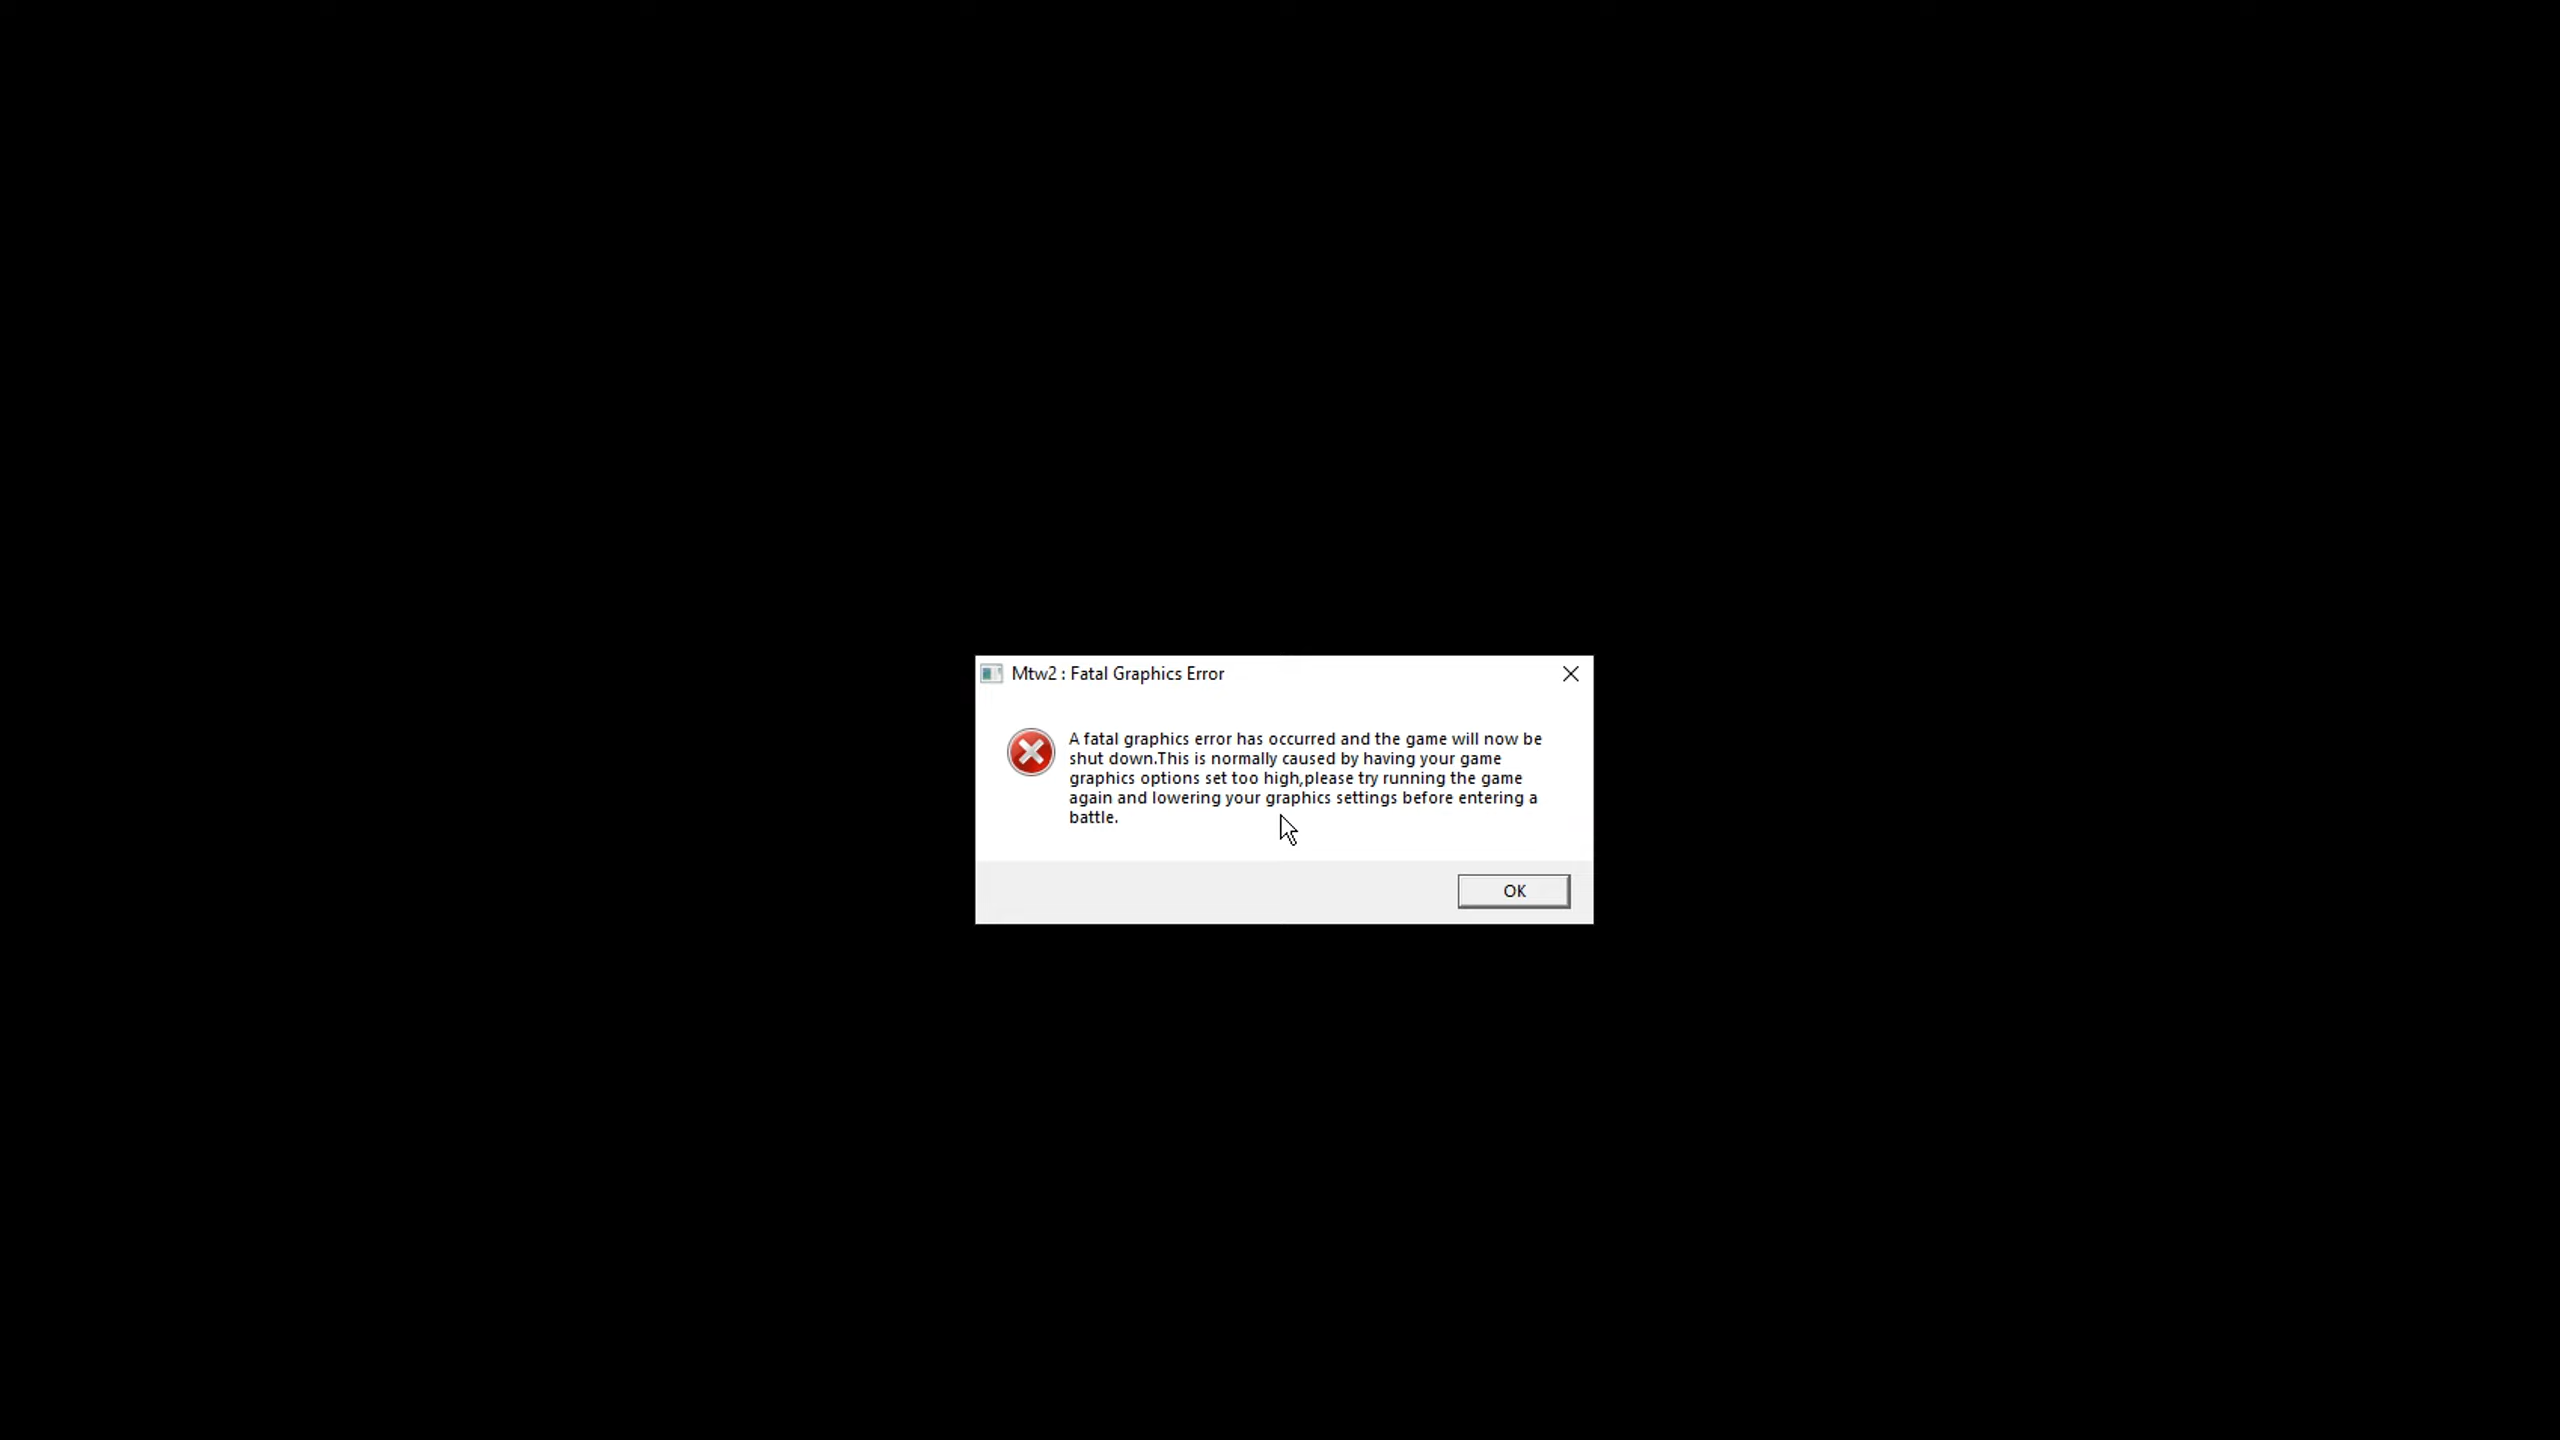 Mtw2 : Fatal Graphics Error
A fatal graphics error has occurred and the game will now be
shut down.This is normally caused by having your game
graphics options set too high,please try running the game
again and lowering your graphics settings before entering a
battle.
OK